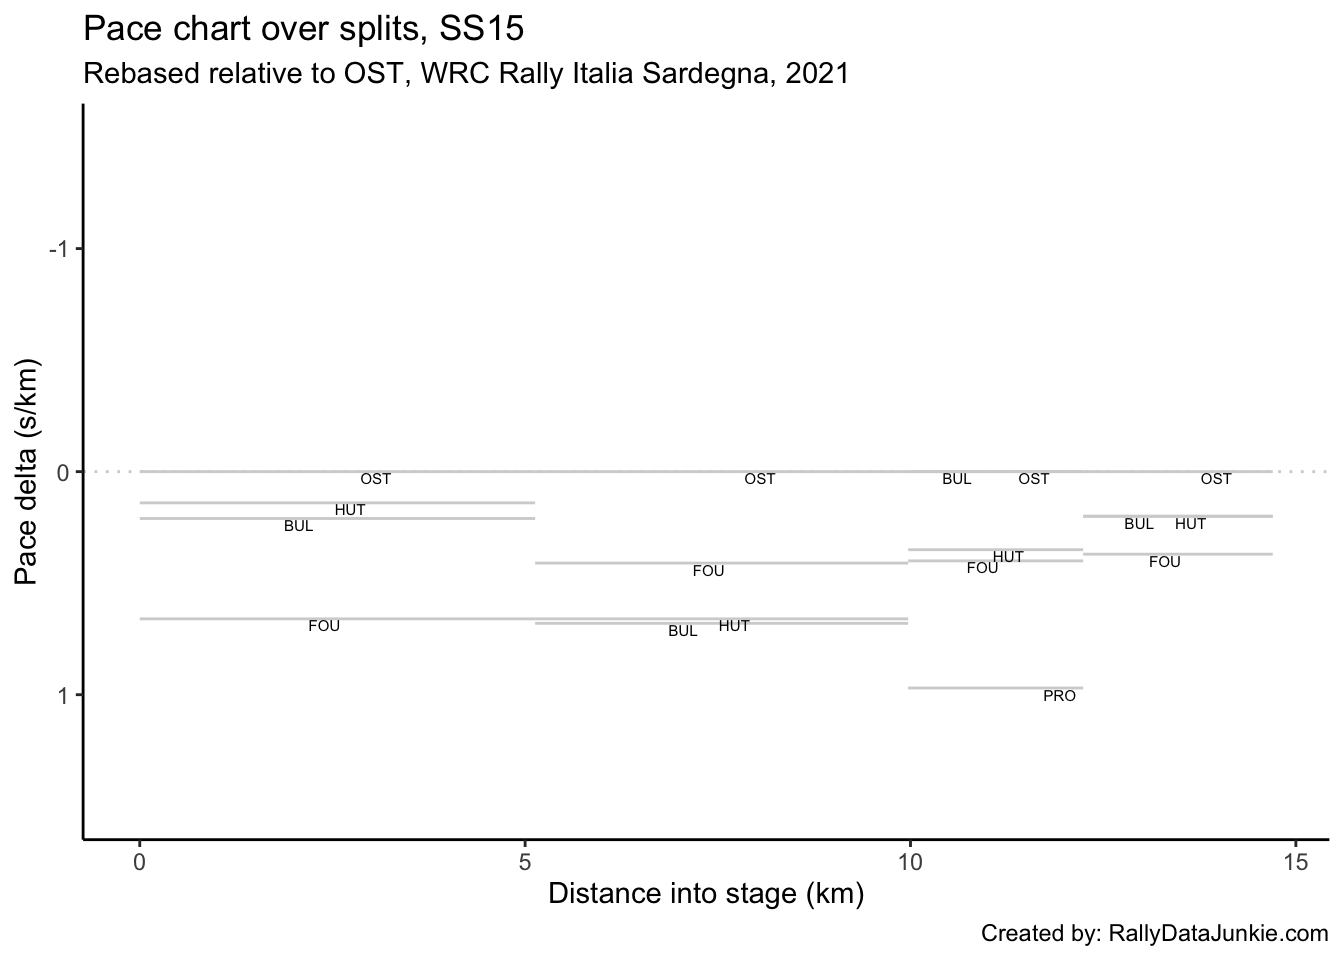 Pace chart over splits, SS15
Rebased relative to OST, WRC Rally Italia Sardegna, 2021
Pace delta (s/km)
-1
0
1
OST OST BUL OST OST
HUT
BUL
BUL HUT
HUT
FOU
FOU
FOU
FOU
HUT
BUL
PRO
0 5 10 15
Distance into stage (km)
Created by: RallyDataJunkie.com